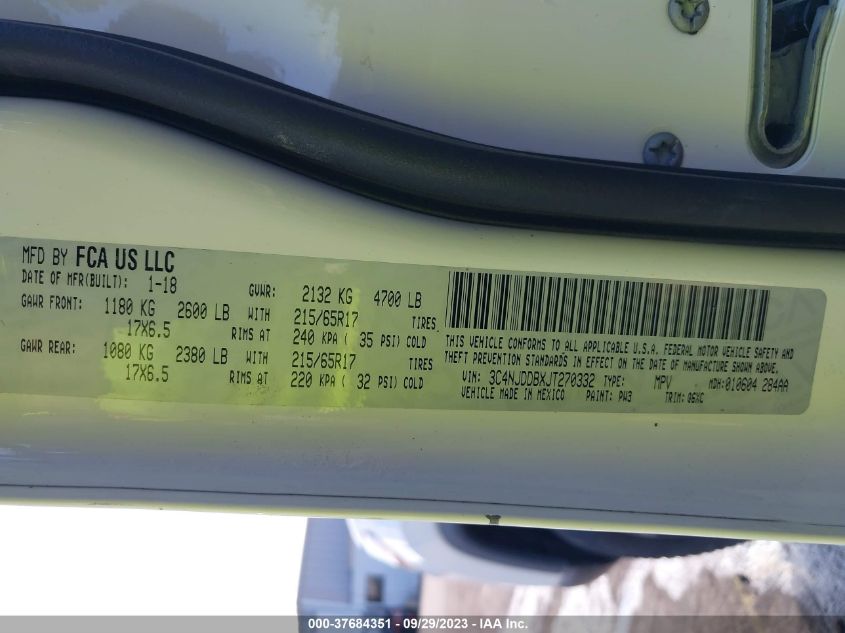 MFD BY FCA US LLC
DATE OF MFR(BUILT): 1-18 GVWR: 2132 KG 4700 LB
GAWR FRONT: 1180 KG 2600 LB WITH 215/65R17 TIRES
17X6.5 RIMS AT 240 KPA ( 35 PSI) COLD
GAWR REAR: 1080 KG 2380 LB WITH 215/65R17 TIRES
17X6.5 RIMS AT 220 KPA ( 32 PSI) COLD
THIS VEHICLE CONFORMS TO ALL APPLICABLE U.S.A. FEDERAL MOTOR VEHICLE SAFETY AND
THEFT PREVENTION STANDARDS IN EFFECT ON THE DATE OF MANUFACTURE SHOWN ABOVE.
VIN: 3C4NJDDBXJT270332 TYPE: MPV MDH:010604 284AA
VEHICLE MADE IN MEXICO PAINT: PW3 TRIM: 06XC
000-37684351 - 09/29/2023 - IAA Inc.